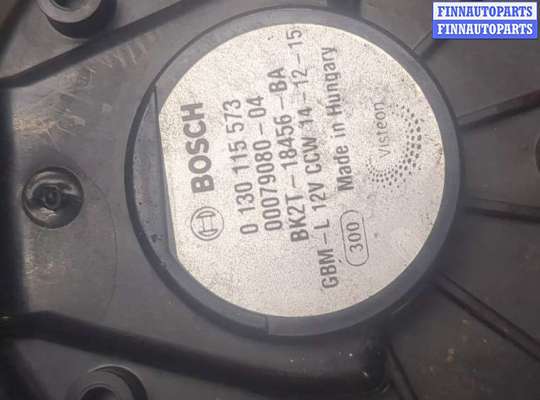 FINNAUTOPARTS
FINNAUTOPARTS
BOSCH
0 130 115 573
00079080-04
BK2T-18456-BA
GBM-L 12V CCW 14-12-15
300 Made in Hungary
Visteon